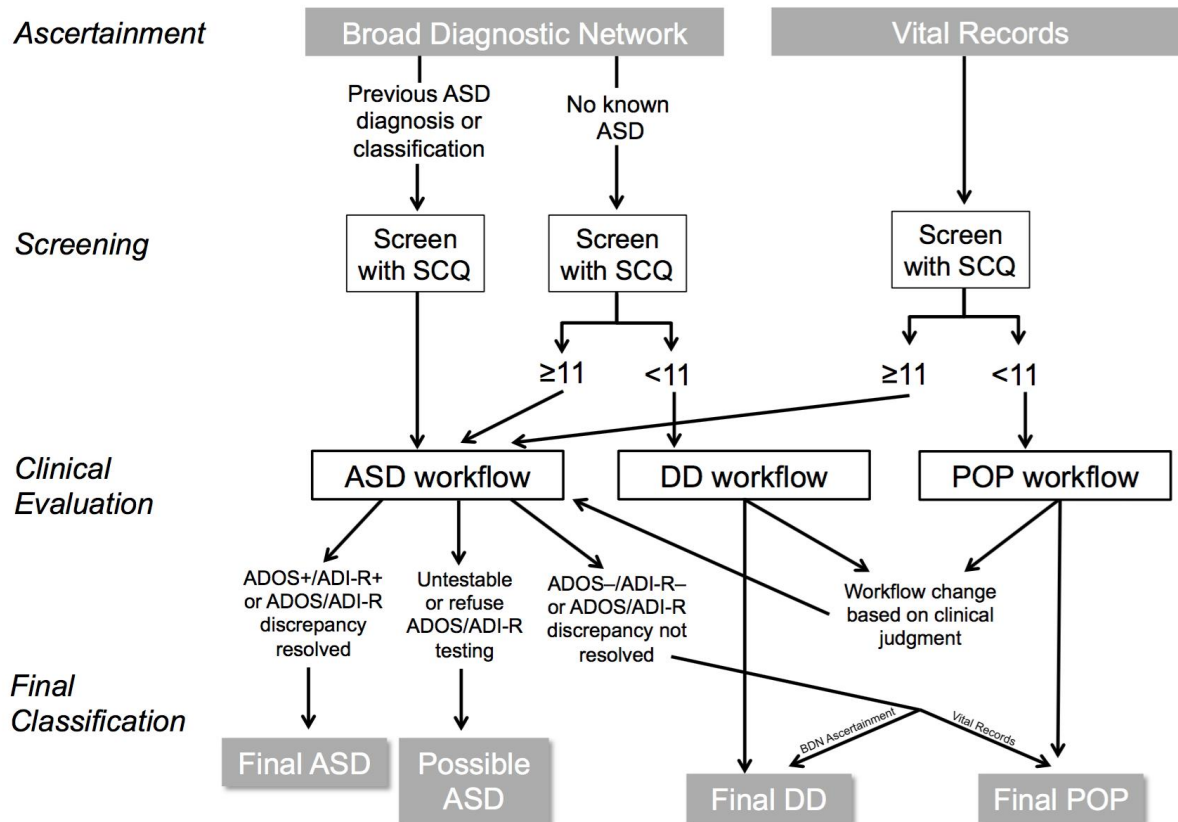 Ascertainment
Broad Diagnostic Network
Vital Records
Previous ASD
diagnosis or
classification
No known
ASD
Screening
Screen
with SCQ
Screen
with SCQ
Screen
with SCQ
≥11
<11
≥11
<11
Clinical
Evaluation
ASD workflow
DD workflow
POP workflow
ADOS+/ADI-R+
or ADOS/ADI-R
discrepancy
resolved
Untestable
or refuse
ADOS/ADI-R
testing
ADOS–/ADI-R–
or ADOS/ADI-R
discrepancy not
resolved
Workflow change
based on clinical
judgment
Final
Classification
BDN Ascertainment
Vital Records
Final ASD
Possible
ASD
Final DD
Final POP